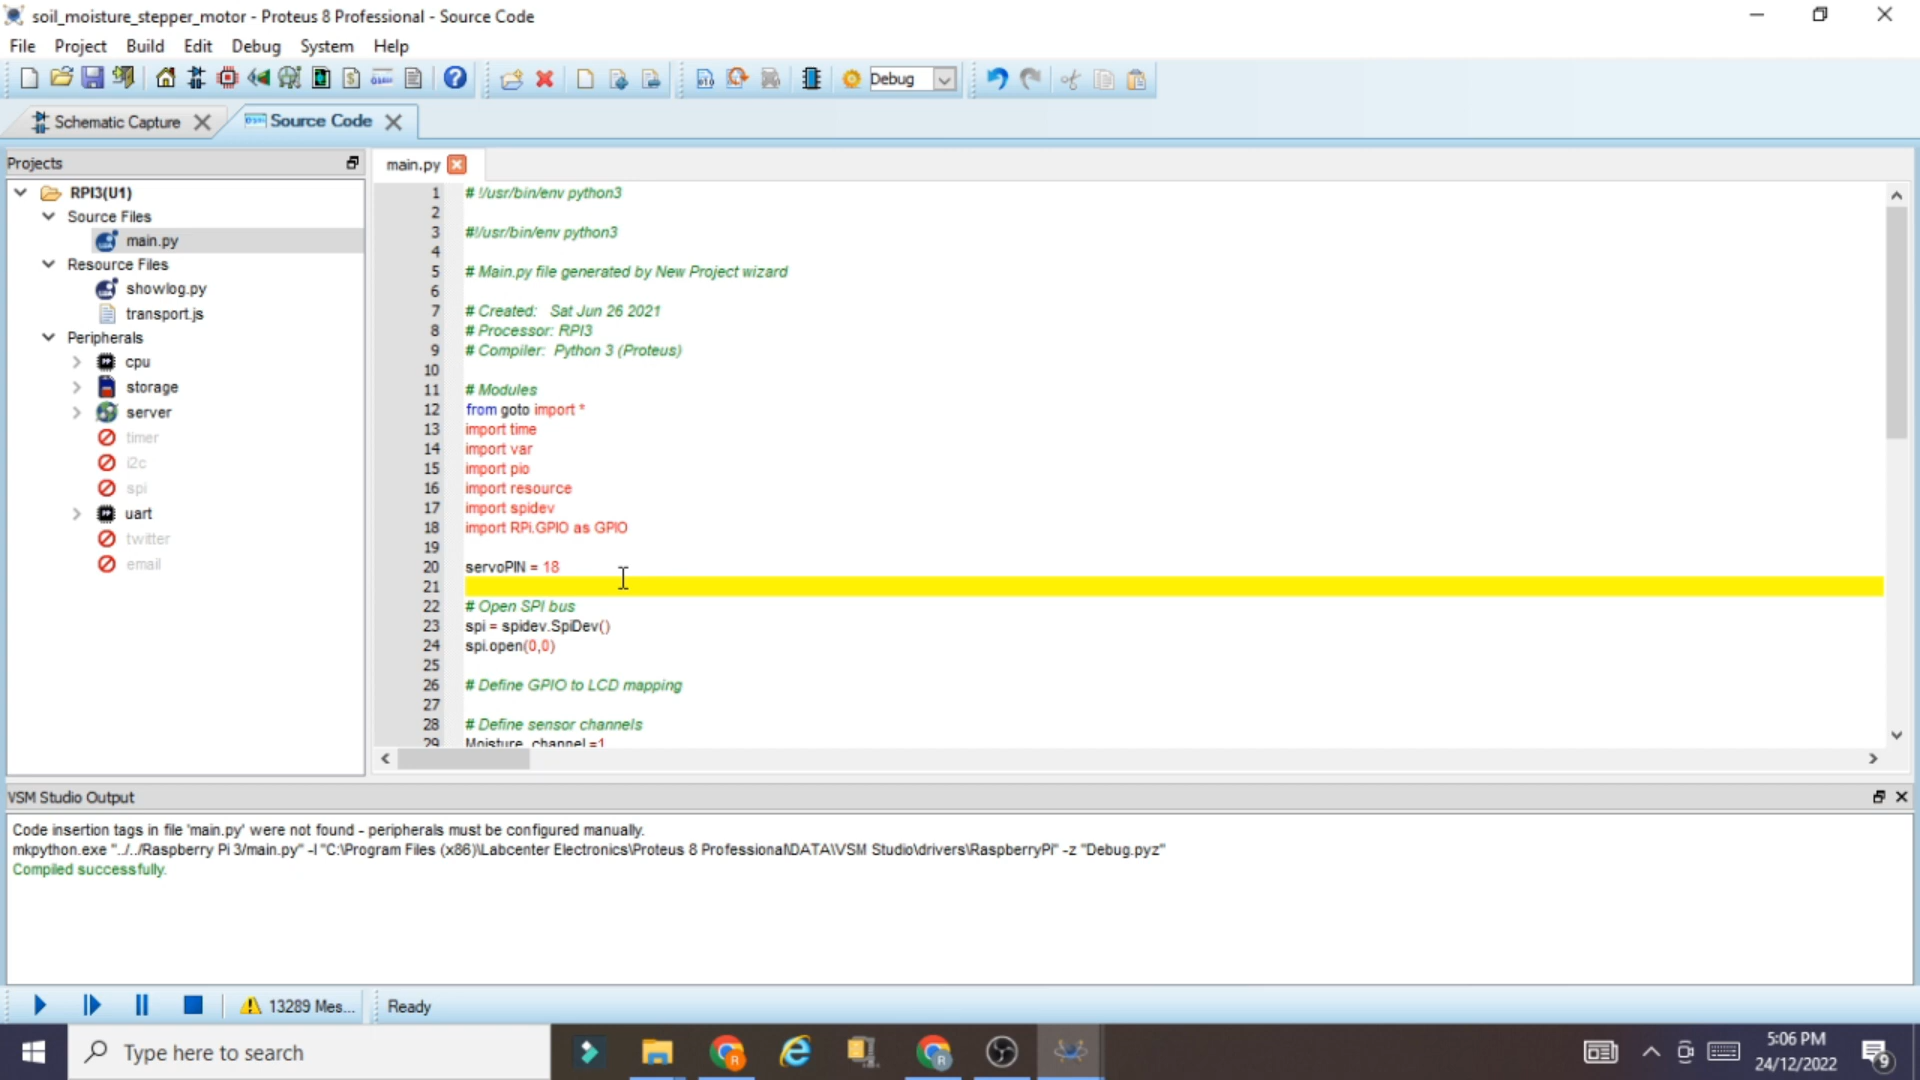 soil_moisture_stepper_motor - Proteus 8 Professional - Source Code
File Project Build Edit Debug System Help
Debug
Schematic Capture
Source Code
Projects
RPI3(U1)
Source Files
main.py
Resource Files
showlog.py
transport.js
Peripherals
cpu
storage
server
timer
i2c
spi
uart
twitter
email
main.py
1 # !/usr/bin/env python3
2
3 #!/usr/bin/env python3
4
5 # Main.py file generated by New Project wizard
6
7 # Created:   Sat Jun 26 2021
8 # Processor: RPI3
9 # Compiler:  Python 3 (Proteus)
10
11 # Modules
12 from goto import *
13 import time
14 import var
15 import pio
16 import resource
17 import spidev
18 import RPi.GPIO as GPIO
19
20 servoPIN = 18
21
22 # Open SPI bus
23 spi = spidev.SpiDev()
24 spi.open(0,0)
25
26 # Define GPIO to LCD mapping
27
28 # Define sensor channels
29 Moisture_channel =1
VSM Studio Output
Code insertion tags in file 'main.py' were not found - peripherals must be configured manually.
mkpython.exe "../../Raspberry Pi 3/main.py" -l "C:\Program Files (x86)\Labcenter Electronics\Proteus 8 Professional\DATA\VSM Studio\drivers\RaspberryPi" -z "Debug.pyz"
Compiled successfully.
13289 Mes...
Ready
Type here to search
5:06 PM
24/12/2022
9